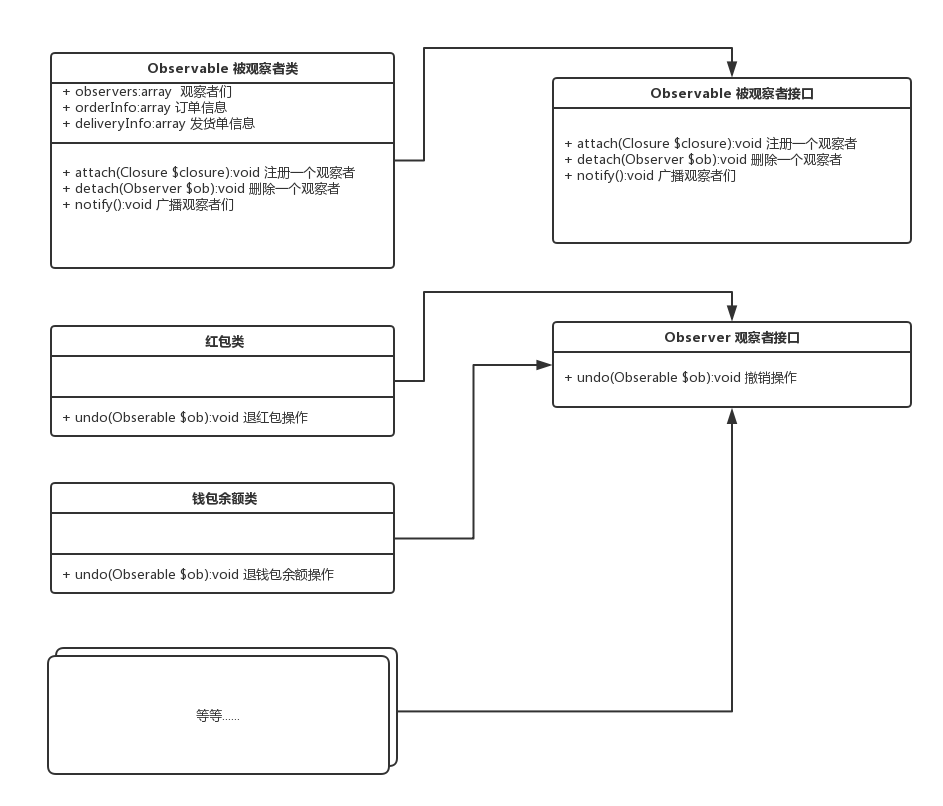 Observable 被观察者类
+ observers:array 观察者们
+ orderInfo:array 订单信息
+ deliveryInfo:array 发货单信息
+ attach(Closure $closure):void 注册一个观察者
+ detach(Observer $ob):void 删除一个观察者
+ notify():void 广播观察者们
Observable 被观察者接口
+ attach(Closure $closure):void 注册一个观察者
+ detach(Observer $ob):void 删除一个观察者
+ notify():void 广播观察者们
红包类
+ undo(Obserable $ob):void 退红包操作
Observer 观察者接口
+ undo(Obserable $ob):void 撤销操作
钱包余额类
+ undo(Obserable $ob):void 退钱包余额操作
等等......